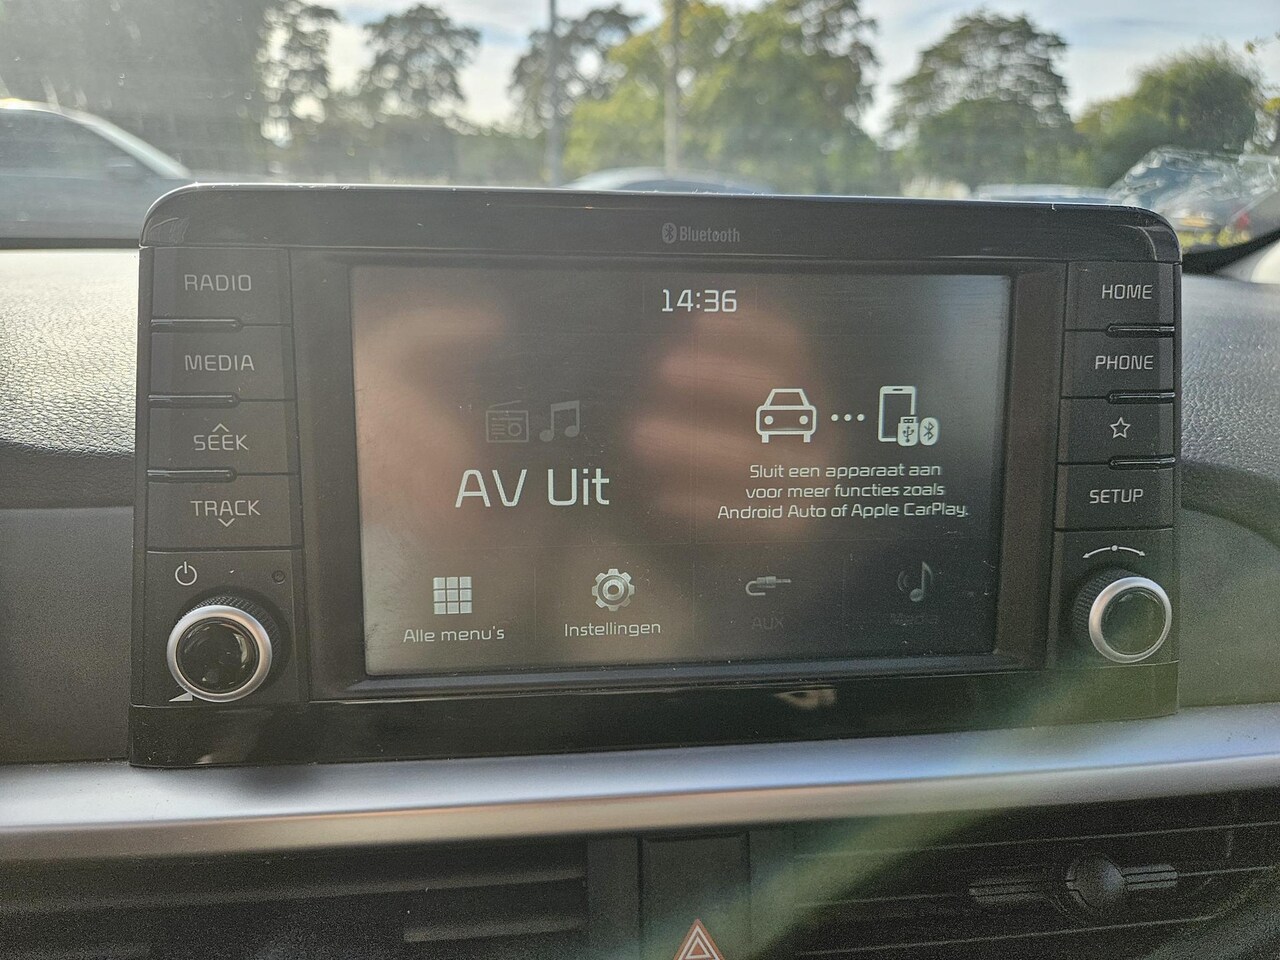 Bluetooth
RADIO
MEDIA
SEEK
TRACK
14:36
AV Uit
Sluit een apparaat aan
voor meer functies zoals
Android Auto of Apple CarPlay.
Alle menu's
Instellingen
AUX
Media
HOME
PHONE
SETUP